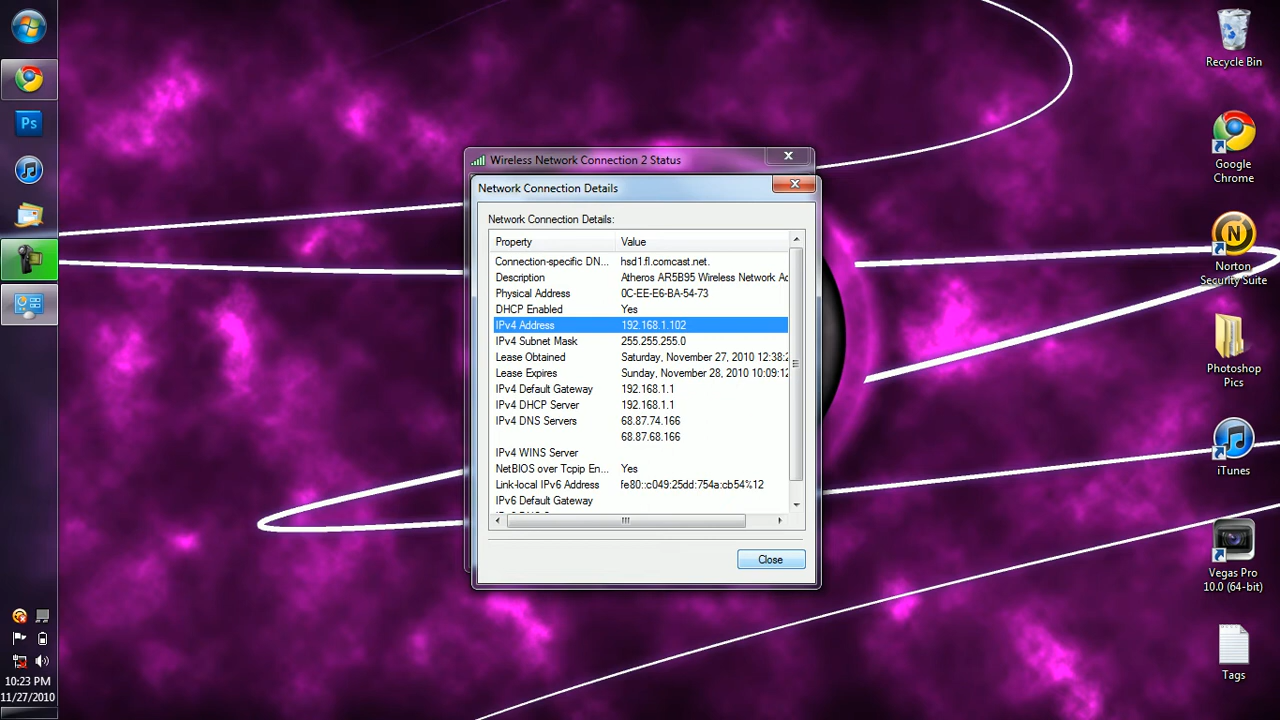 Recycle Bin
Google
Chrome
Norton
Security Suite
Photoshop
Pics
iTunes
Vegas Pro
10.0 (64-bit)
Tags
Ps
N
Wireless Network Connection 2 Status
Network Connection Details
Network Connection Details:
Property Value
Connection-specific DN... hsd1.fl.comcast.net.
Description Atheros AR5B95 Wireless Network Ad
Physical Address 0C-EE-E6-BA-54-73
DHCP Enabled Yes
IPv4 Address 192.168.1.102
IPv4 Subnet Mask 255.255.255.0
Lease Obtained Saturday, November 27, 2010 12:38:2
Lease Expires Sunday, November 28, 2010 10:09:12
IPv4 Default Gateway 192.168.1.1
IPv4 DHCP Server 192.168.1.1
IPv4 DNS Servers 68.87.74.166
68.87.68.166
IPv4 WINS Server
NetBIOS over Tcpip En... Yes
Link-local IPv6 Address fe80::c049:25dd:754a:cb54%12
IPv6 Default Gateway
Close
10:23 PM
11/27/2010